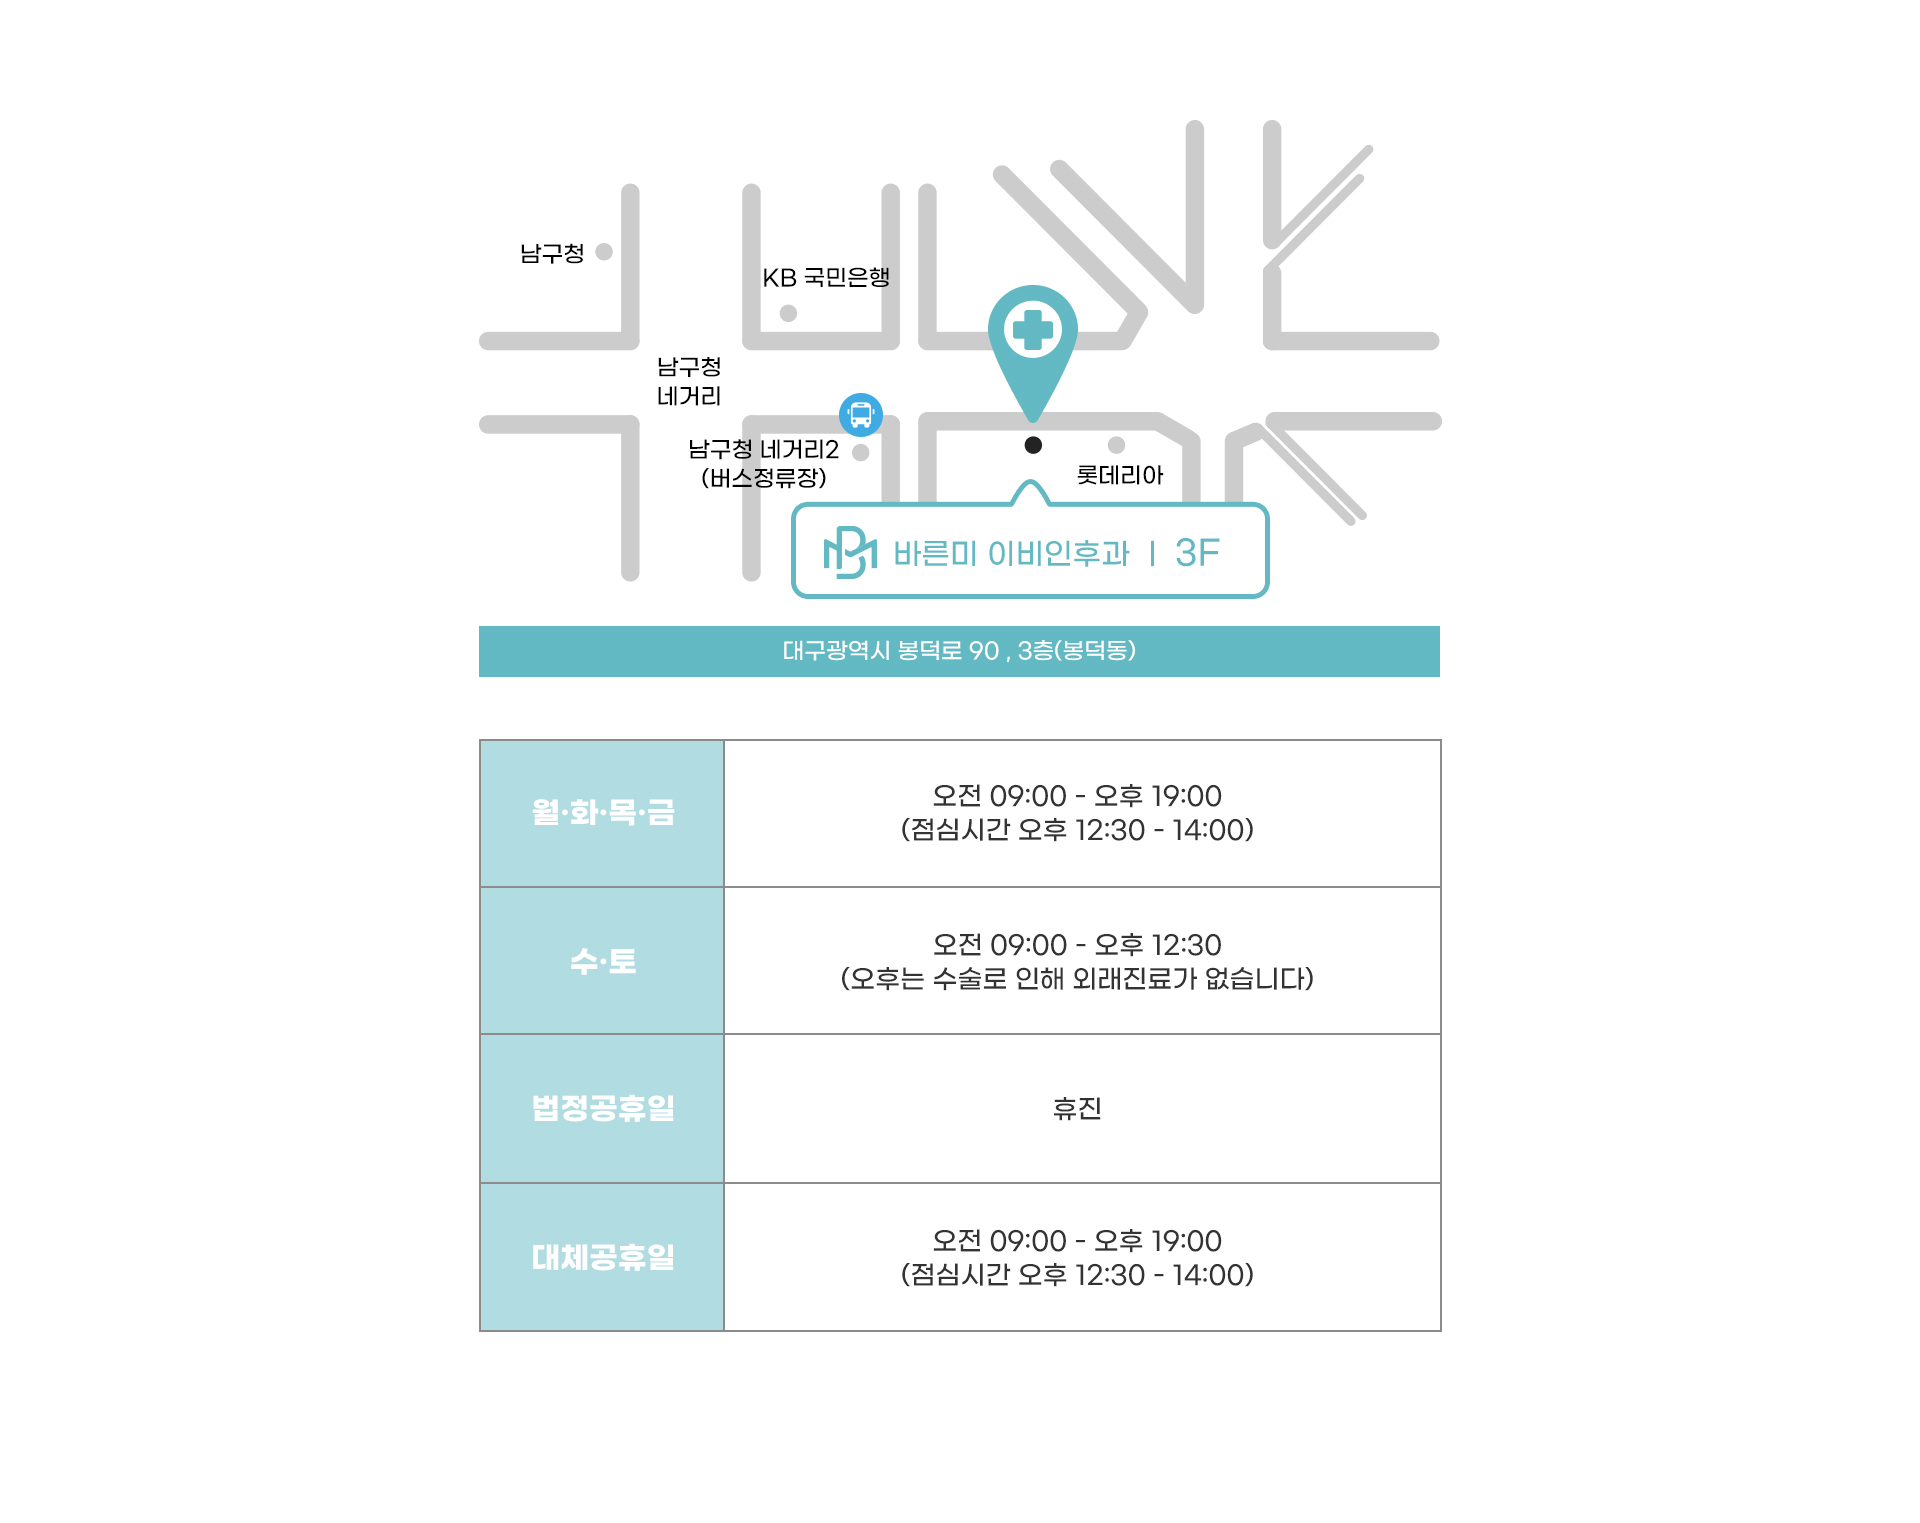 남구청
KB 국민은행
남구청
네거리
남구청 네거리2
(버스정류장)
롯데리아
바른미 이비인후과 | 3F
대구광역시 봉덕로 90 , 3층(봉덕동)
월·화·목·금
오전 09:00 - 오후 19:00
(점심시간 오후 12:30 - 14:00)
수·토
오전 09:00 - 오후 12:30
(오후는 수술로 인해 외래진료가 없습니다)
법정공휴일
휴진
대체공휴일
오전 09:00 - 오후 19:00
(점심시간 오후 12:30 - 14:00)